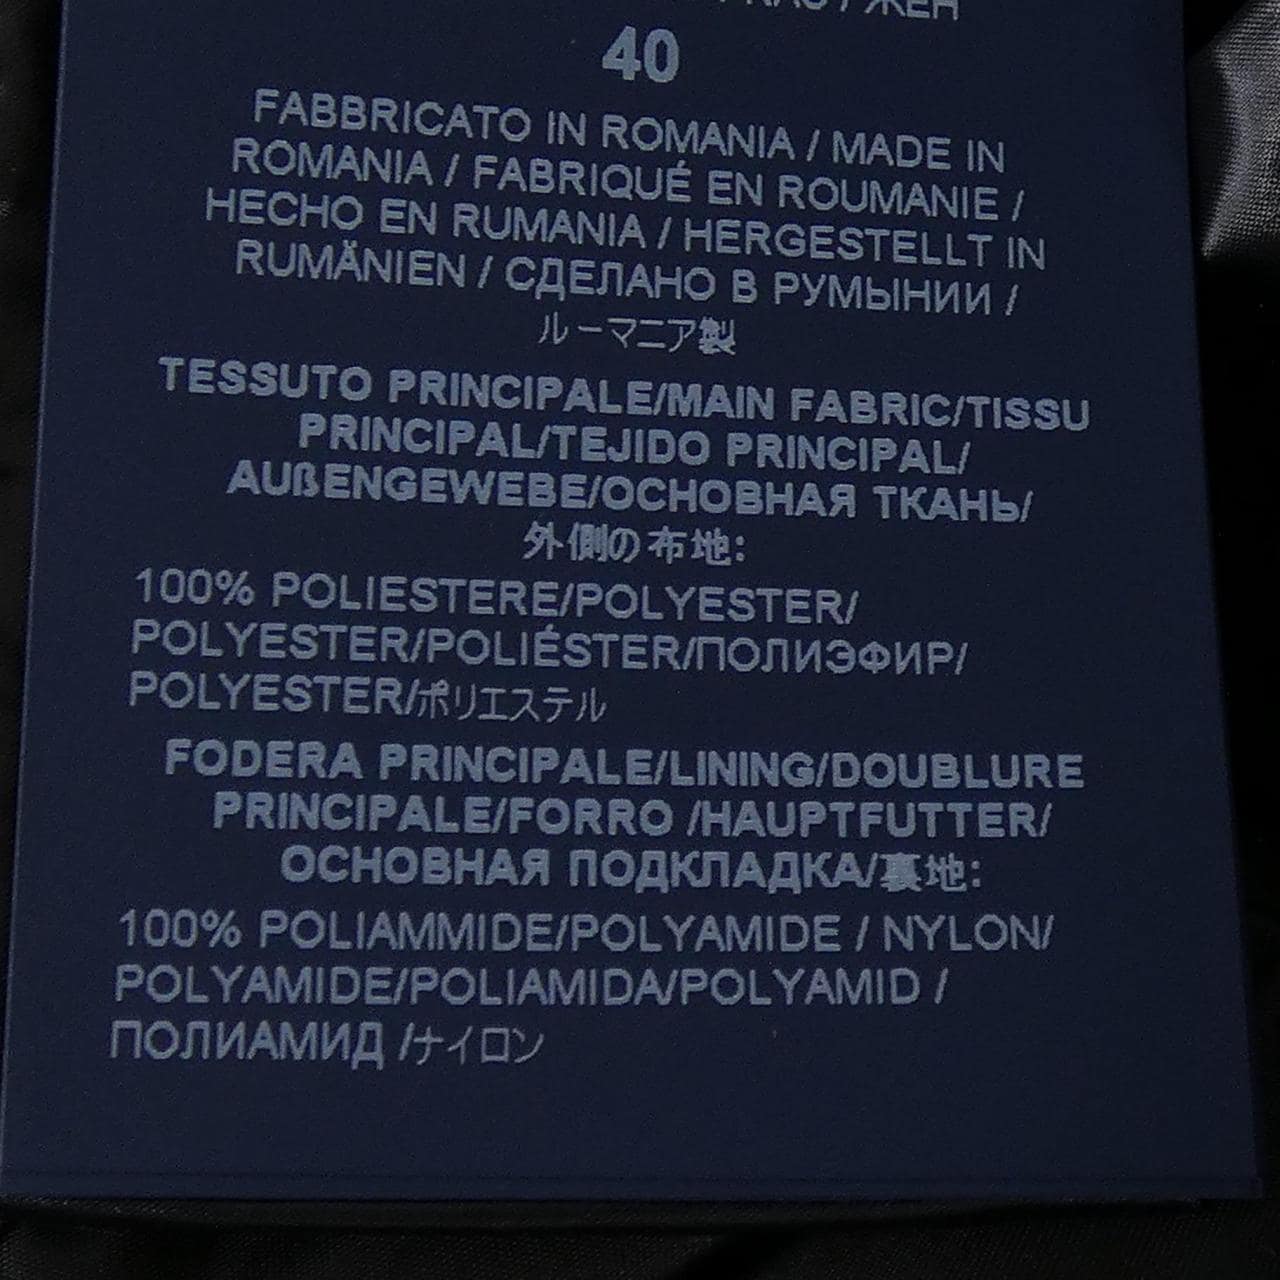 / ЖЕН
40
FABBRICATO IN ROMANIA / MADE IN
ROMANIA / FABRIQUÉ EN ROUMANIE /
HECHO EN RUMANIA / HERGESTELLT IN
RUMÄNIEN / СДЕЛАНО В РУМЫНИИ /
ルーマニア製
TESSUTO PRINCIPALE/MAIN FABRIC/TISSU
PRINCIPAL/TEJIDO PRINCIPAL/
AUßENGEWEBE/ОСНОВНАЯ ТКАНЬ/
外側の布地:
100% POLIESTERE/POLYESTER/
POLYESTER/POLIÉSTER/ПОЛИЭФИР/
POLYESTER/ポリエステル
FODERA PRINCIPALE/LINING/DOUBLURE
PRINCIPALE/FORRO /HAUPTFUTTER/
ОСНОВНАЯ ПОДКЛАДКА/裏地:
100% POLIAMMIDE/POLYAMIDE / NYLON/
POLYAMIDE/POLIAMIDA/POLYAMID /
ПОЛИАМИД /ナイロン